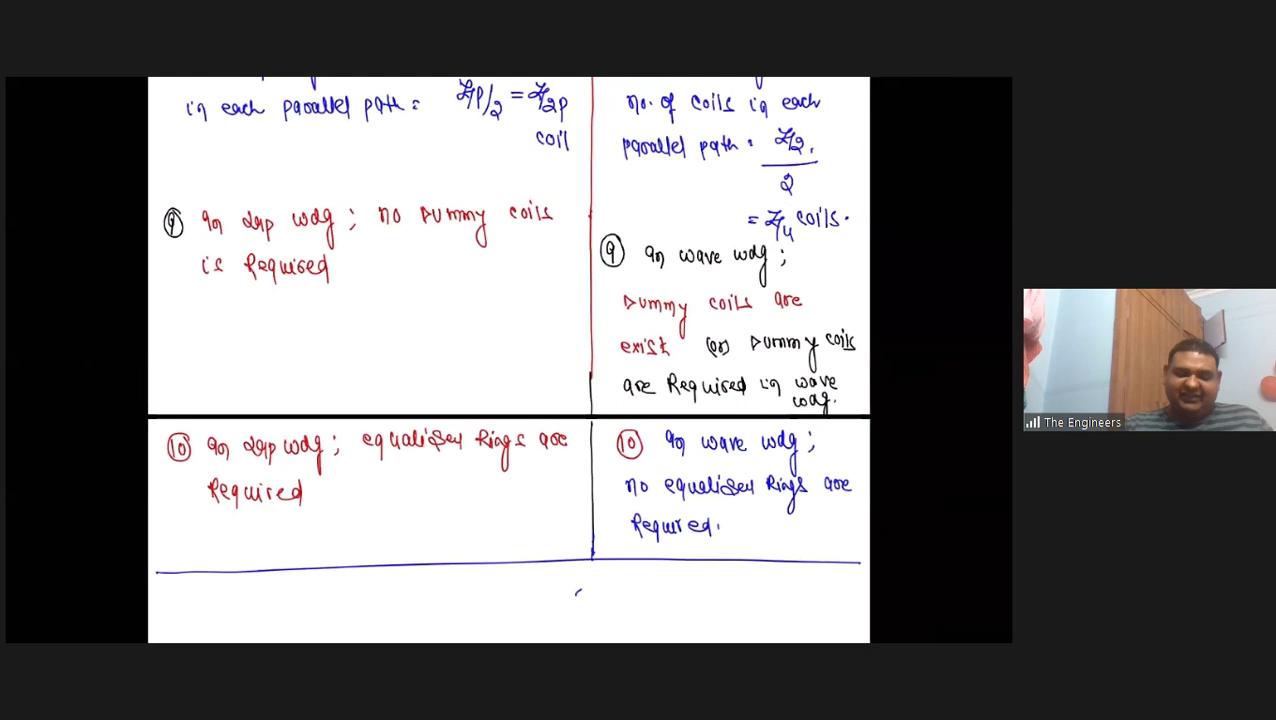 in each parallel path = Z/P/2 = Z/2P
coil
no. of coils in each
parallel path = Z/2
2
= Z/4 coils.
⑨ In Lap wdg; no Dummy coils
is Required
⑨ In wave wdg;
Dummy coils are
exist (or) Dummy coils
are Required in wave
wdg.
⑩ In Lap wdg; equaliser Rings are
Required
⑩ In wave wdg;
no equaliser Rings are
Required.
The Engineers